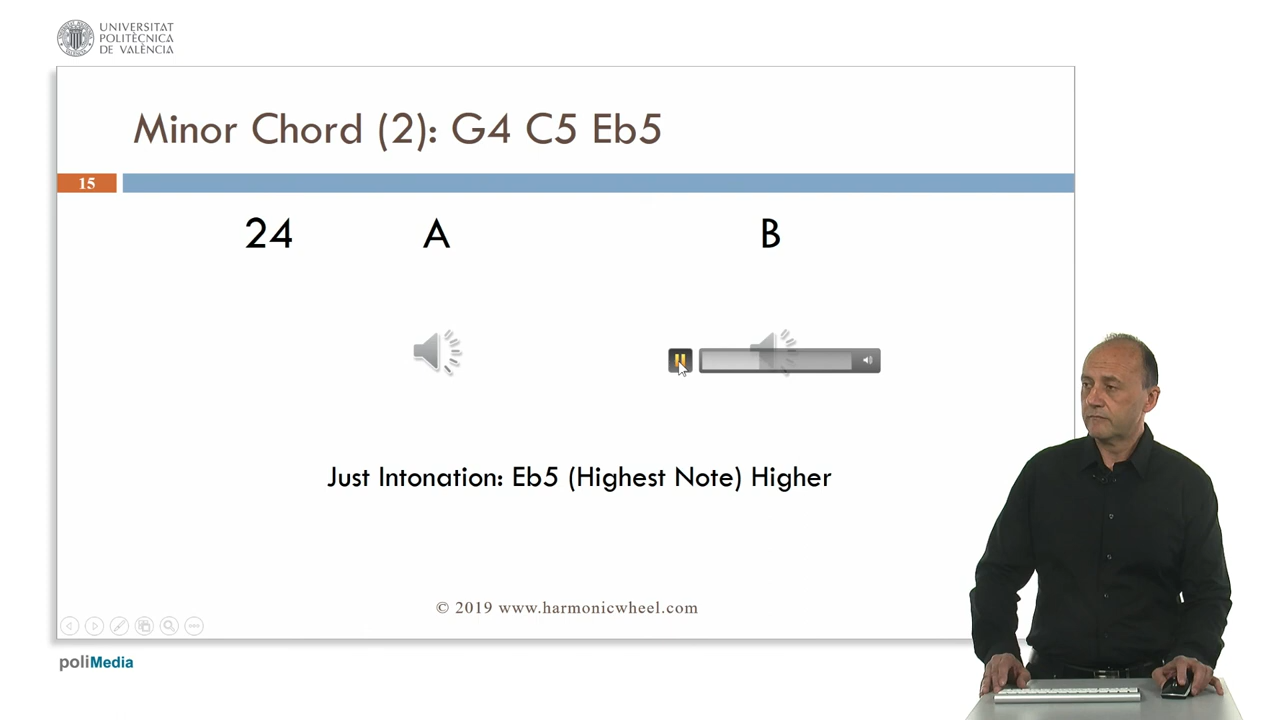 UNIVERSITAT
POLITÈCNICA
DE VALÈNCIA
Minor Chord (2): G4 C5 Eb5
15
24 A B
Just Intonation: Eb5 (Highest Note) Higher
© 2019 www.harmonicwheel.com
poliMedia